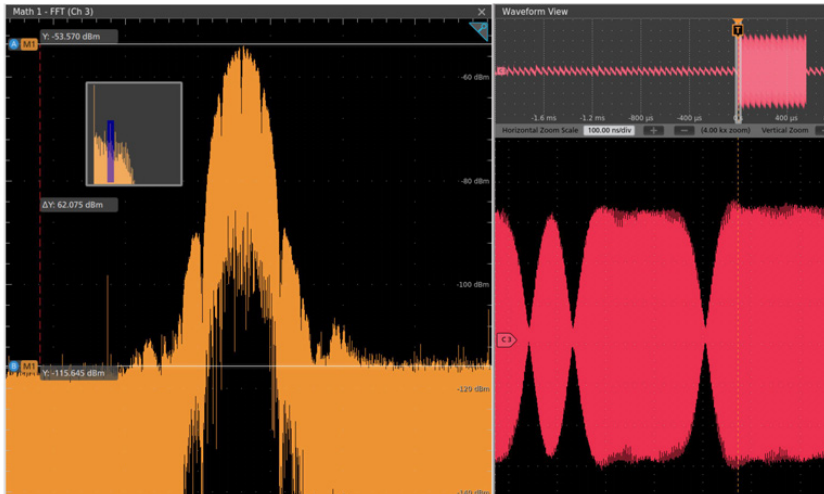 Math 1 - FFT (Ch 3)
A M1
Y: -53.570 dBm
-60 dBm
-80 dBm
ΔY: 62.075 dBm
-100 dBm
B M1
Y: -115.645 dBm
-120 dBm
Waveform View
T
-1.6 ms
-1.2 ms
-800 µs
-400 µs
400 µs
Horizontal Zoom Scale
100.00 ns/div
(4.00 kx zoom)
Vertical Zoom
C 3